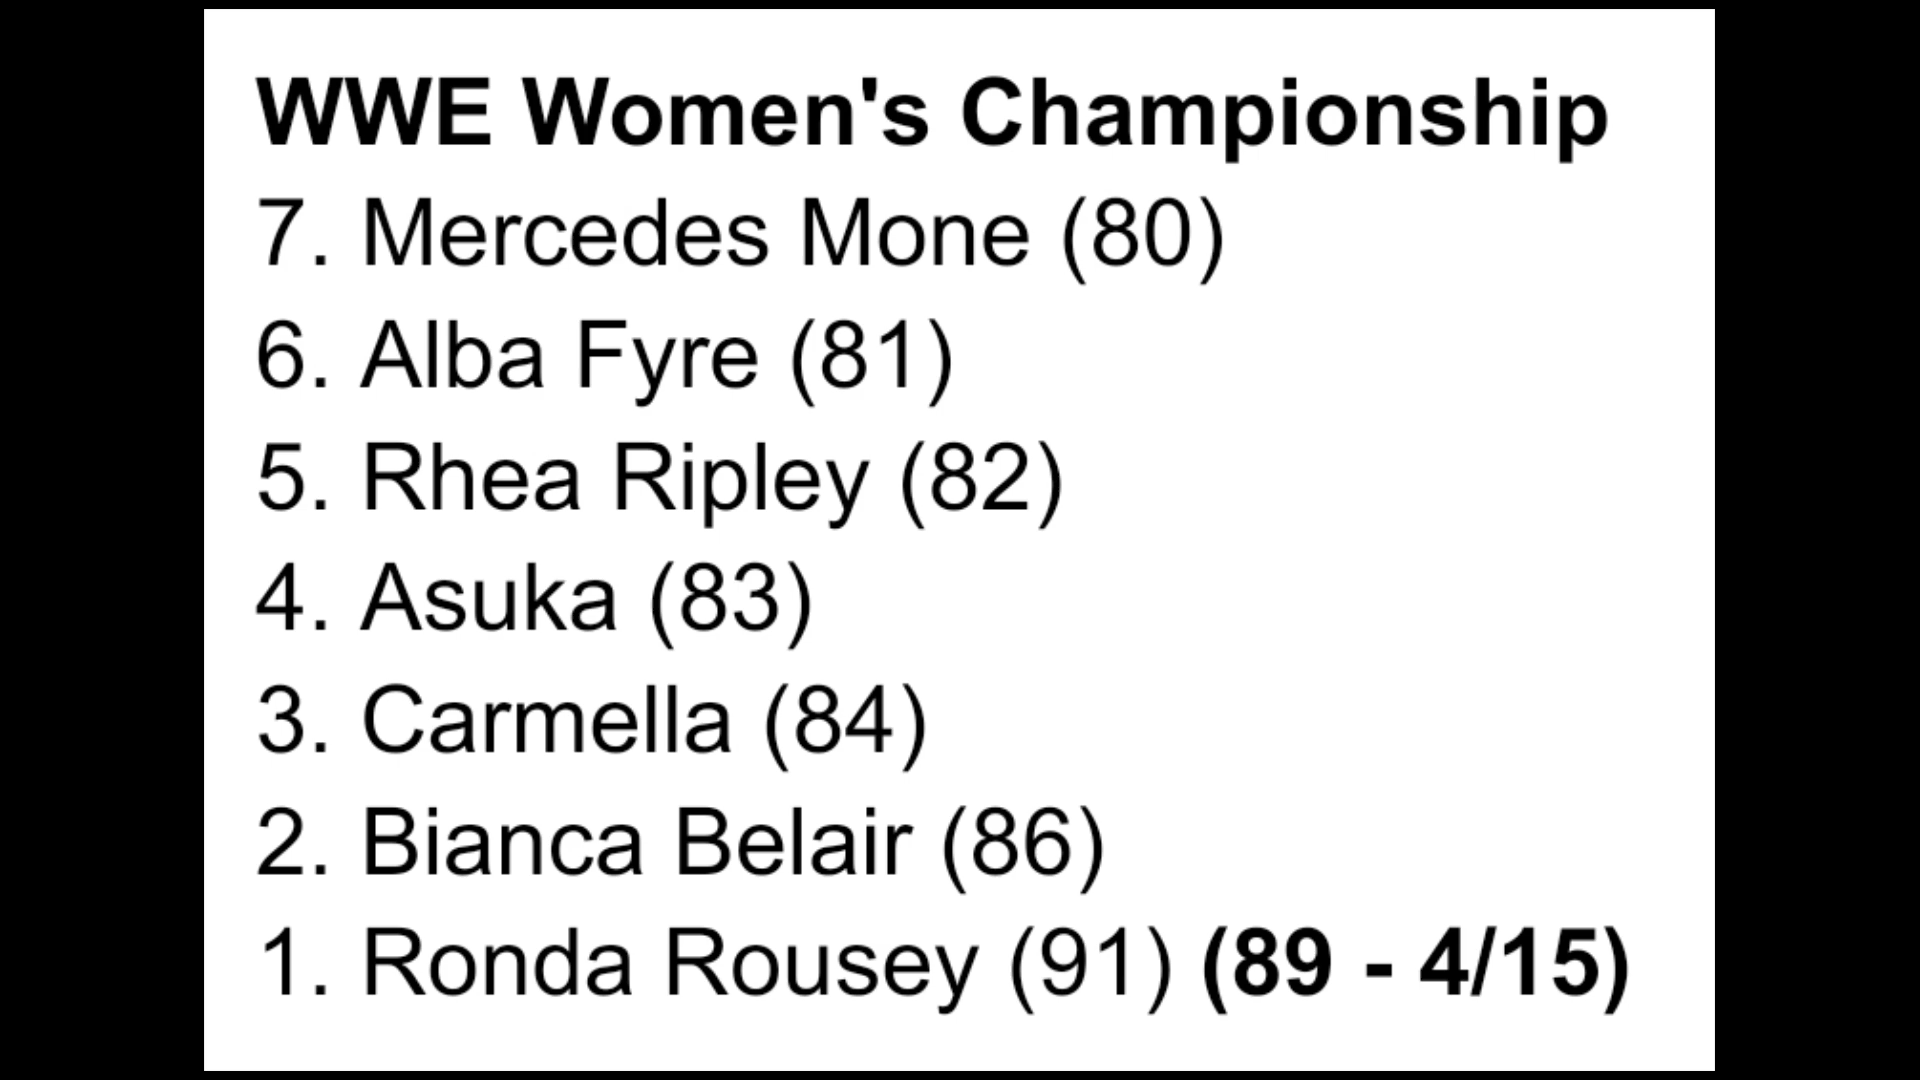 WWE Women's Championship
7. Mercedes Mone (80)
6. Alba Fyre (81)
5. Rhea Ripley (82)
4. Asuka (83)
3. Carmella (84)
2. Bianca Belair (86)
1. Ronda Rousey (91) (89 - 4/15)